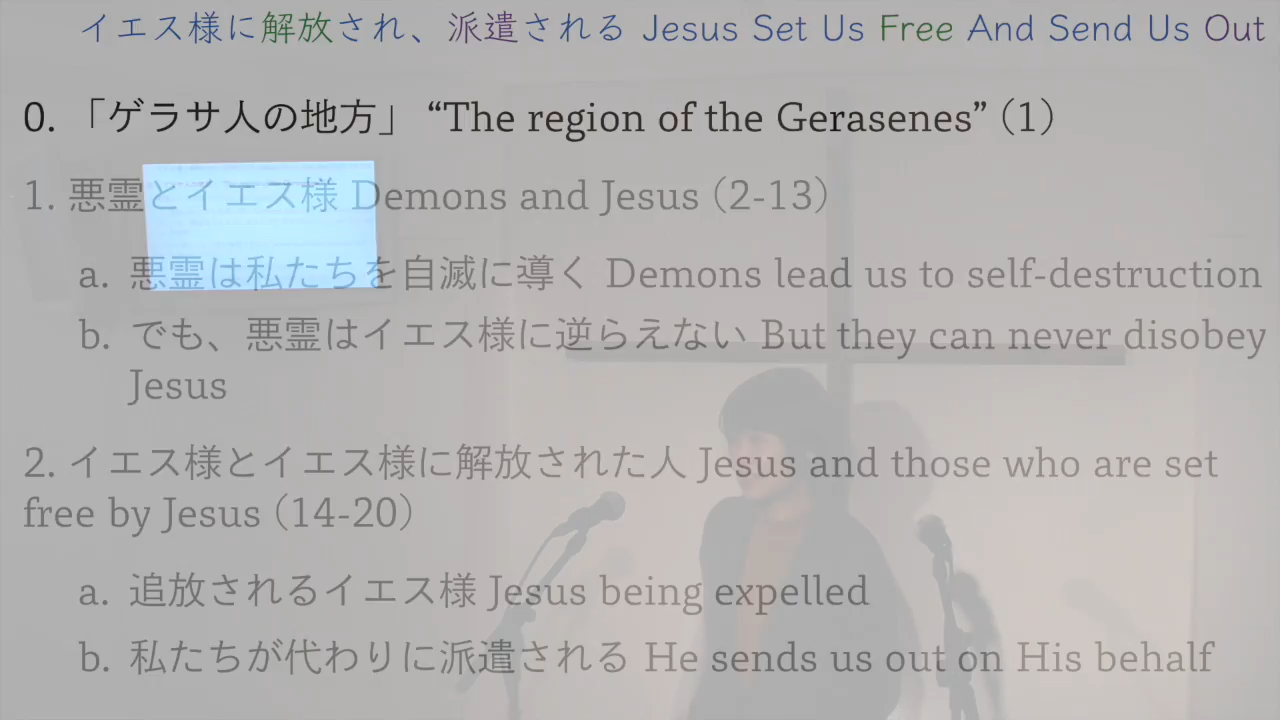 イエス様に解放され、派遣される Jesus Set Us Free And Send Us Out
0. 「ゲラサ人の地方」 “The region of the Gerasenes” (1)
1. 悪霊とイエス様 Demons and Jesus (2-13)
a. 悪霊は私たちを自滅に導く Demons lead us to self-destruction
b. でも、悪霊はイエス様に逆らえない But they can never disobey
Jesus
2. イエス様とイエス様に解放された人 Jesus and those who are set
free by Jesus (14-20)
a. 追放されるイエス様 Jesus being expelled
b. 私たちが代わりに派遣される He sends us out on His behalf